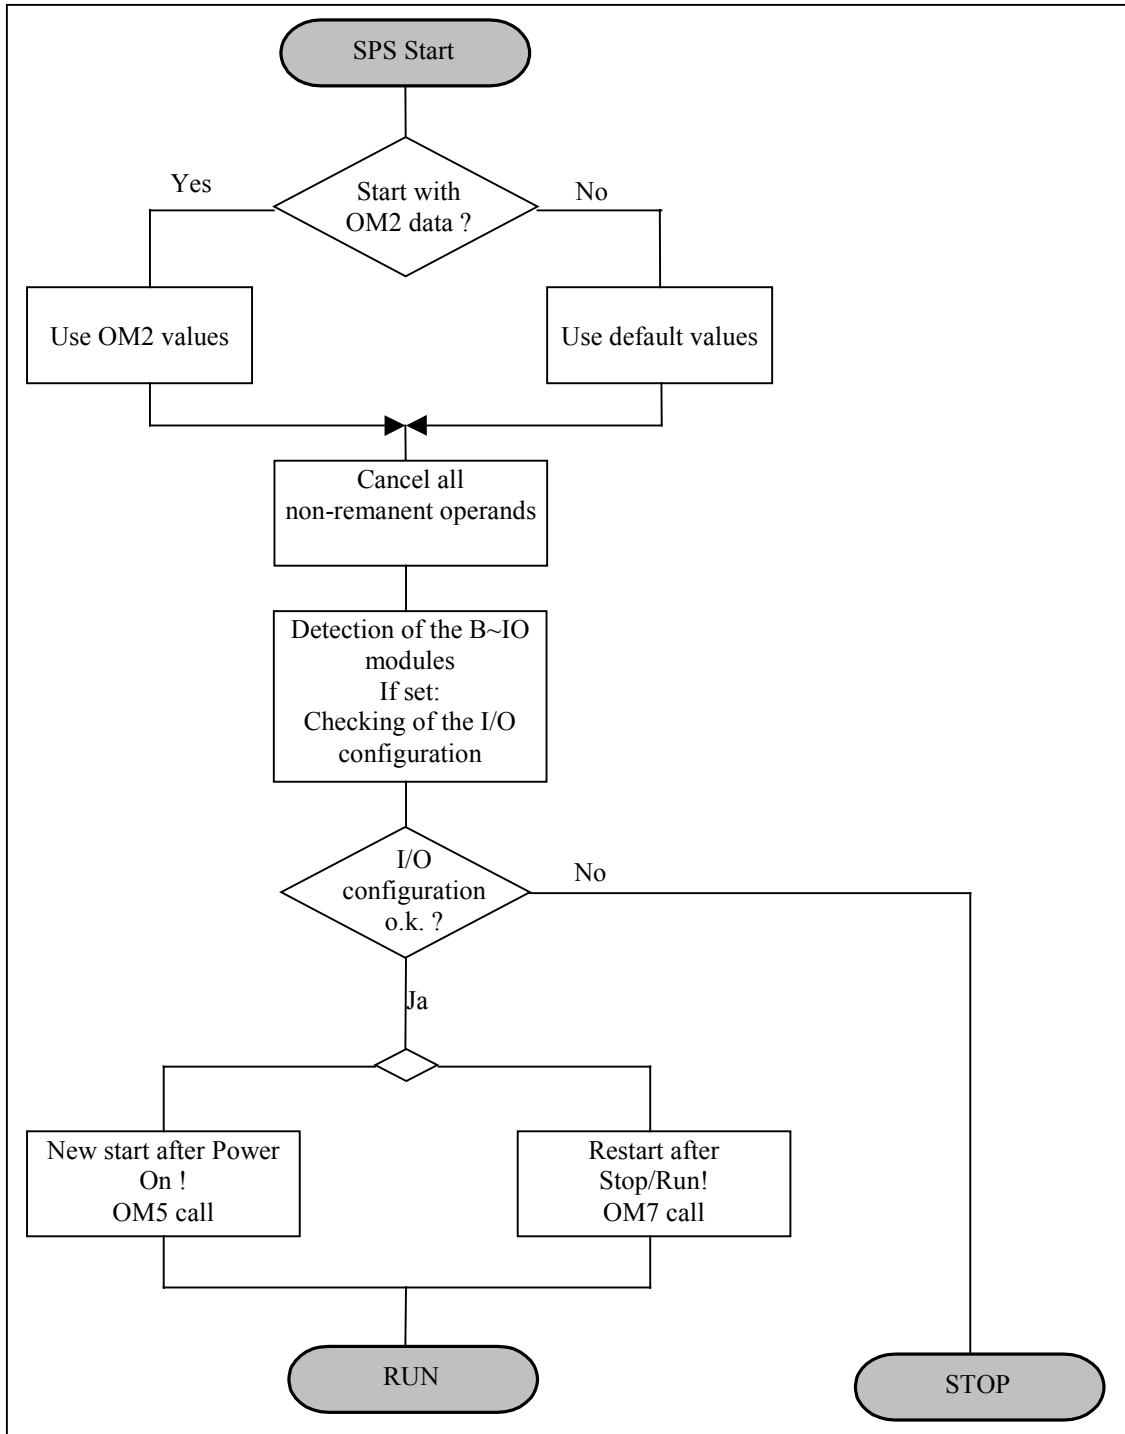 SPS Start
Yes
Start with
OM2 data ?
No
Use OM2 values
Use default values
Cancel all
non-remanent operands
Detection of the B~IO
modules
If set:
Checking of the I/O
configuration
I/O
configuration
o.k. ?
No
Ja
New start after Power
On !
OM5 call
Restart after
Stop/Run!
OM7 call
RUN
STOP